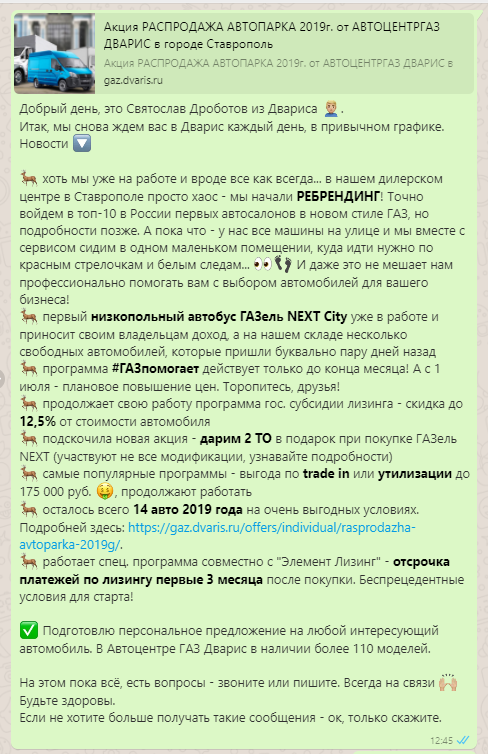 Акция РАСПРОДАЖА АВТОПАРКА 2019г. от АВТОЦЕНТРГАЗ
ДВАРИС в городе Ставрополь
Акция РАСПРОДАЖА АВТОПАРКА 2019г. от АВТОЦЕНТРГАЗ ДВАРИС в
gaz.dvaris.ru
Добрый день, это Святослав Дроботов из Двариса 👨🏼.
Итак, мы снова ждем вас в Дварис каждый день, в привычном графике.
Новости 🔽
🦌 хоть мы уже на работе и вроде все как всегда... в нашем дилерском
центре в Ставрополе просто хаос - мы начали РЕБРЕНДИНГ! Точно
войдем в топ-10 в России первых автосалонов в новом стиле ГАЗ, но
подробности позже. А пока что - у нас все машины на улице и мы вместе с
сервисом сидим в одном маленьком помещении, куда идти нужно по
красным стрелочкам и белым следам... 👀👣 И даже это не мешает нам
профессионально помогать вам с выбором автомобилей для вашего
бизнеса!
🦌 первый низкопольный автобус ГАЗель NEXT City уже в работе и
приносит своим владельцам доход, а на нашем складе несколько
свободных автомобилей, которые пришли буквально пару дней назад
🦌 программа #ГАЗпомогает действует только до конца месяца! А с 1
июля - плановое повышение цен. Торопитесь, друзья!
🦌 продолжает свою работу программа гос. субсидии лизинга - скидка до
12,5% от стоимости автомобиля
🦌 подскочила новая акция - дарим 2 ТО в подарок при покупке ГАЗель
NEXT (участвуют не все модификации, узнавайте подробности)
🦌 самые популярные программы - выгода по trade in или утилизации до
175 000 руб. 🤑, продолжают работать
🦌 осталось всего 14 авто 2019 года на очень выгодных условиях.
Подробней здесь: https://gaz.dvaris.ru/offers/individual/rasprodazha-
avtoparka-2019g/.
🦌 работает спец. программа совместно с "Элемент Лизинг" - отсрочка
платежей по лизингу первые 3 месяца после покупки. Беспрецедентные
условия для старта!
✅ Подготовлю персональное предложение на любой интересующий
автомобиль. В Автоцентре ГАЗ Дварис в наличии более 110 моделей.
На этом пока всё, есть вопросы - звоните или пишите. Всегда на связи 🙌🏼
Будьте здоровы.
Если не хотите больше получать такие сообщения - ок, только скажите.
12:45